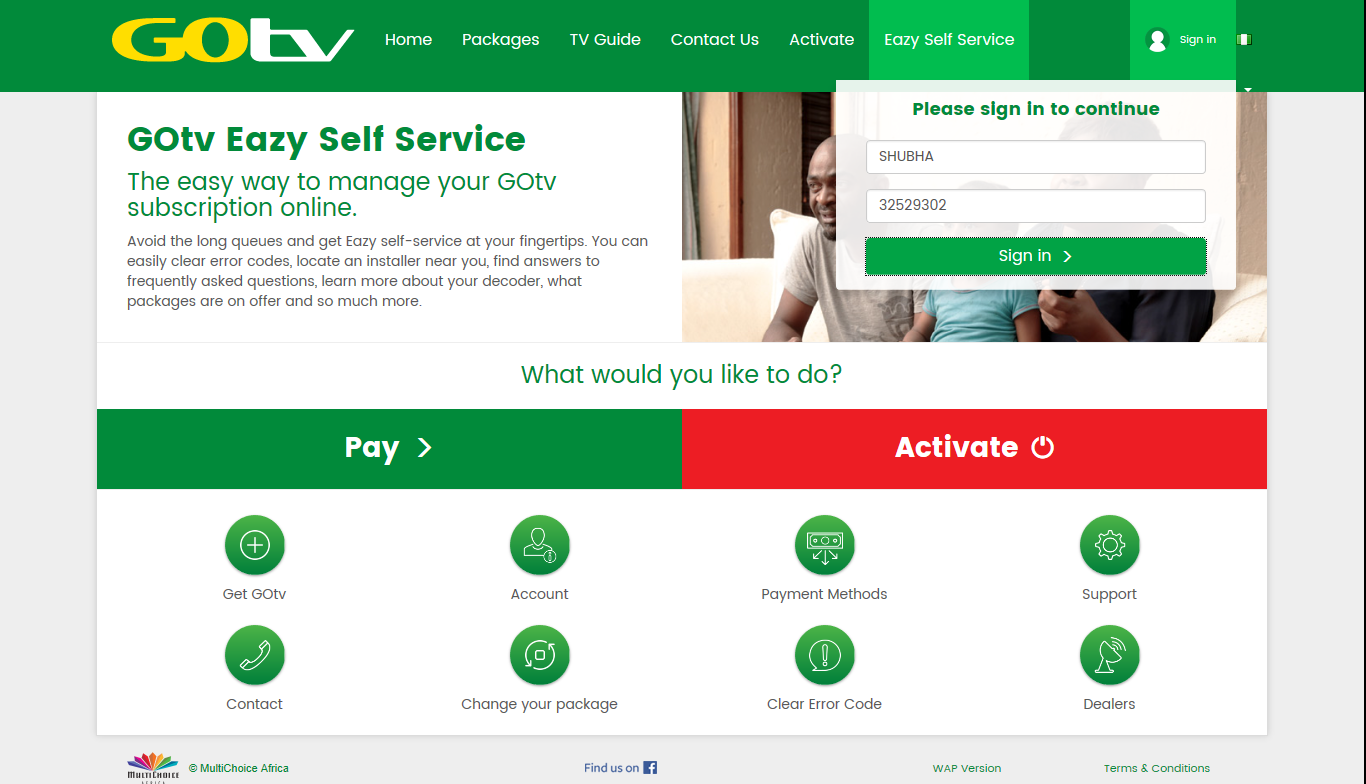 GOtv
Home
Packages
TV Guide
Contact Us
Activate
Eazy Self Service
Sign in
Please sign in to continue
SHUBHA
32529302
Sign in
GOtv Eazy Self Service
The easy way to manage your GOtv
subscription online.
Avoid the long queues and get Eazy self-service at your fingertips. You can
easily clear error codes, locate an installer near you, find answers to
frequently asked questions, learn more about your decoder, what
packages are on offer and so much more.
What would you like to do?
Pay
Activate
Get GOtv
Account
Payment Methods
Support
Contact
Change your package
Clear Error Code
Dealers
MULTICHOICE
AFRICA
© MultiChoice Africa
Find us on
WAP Version
Terms & Conditions